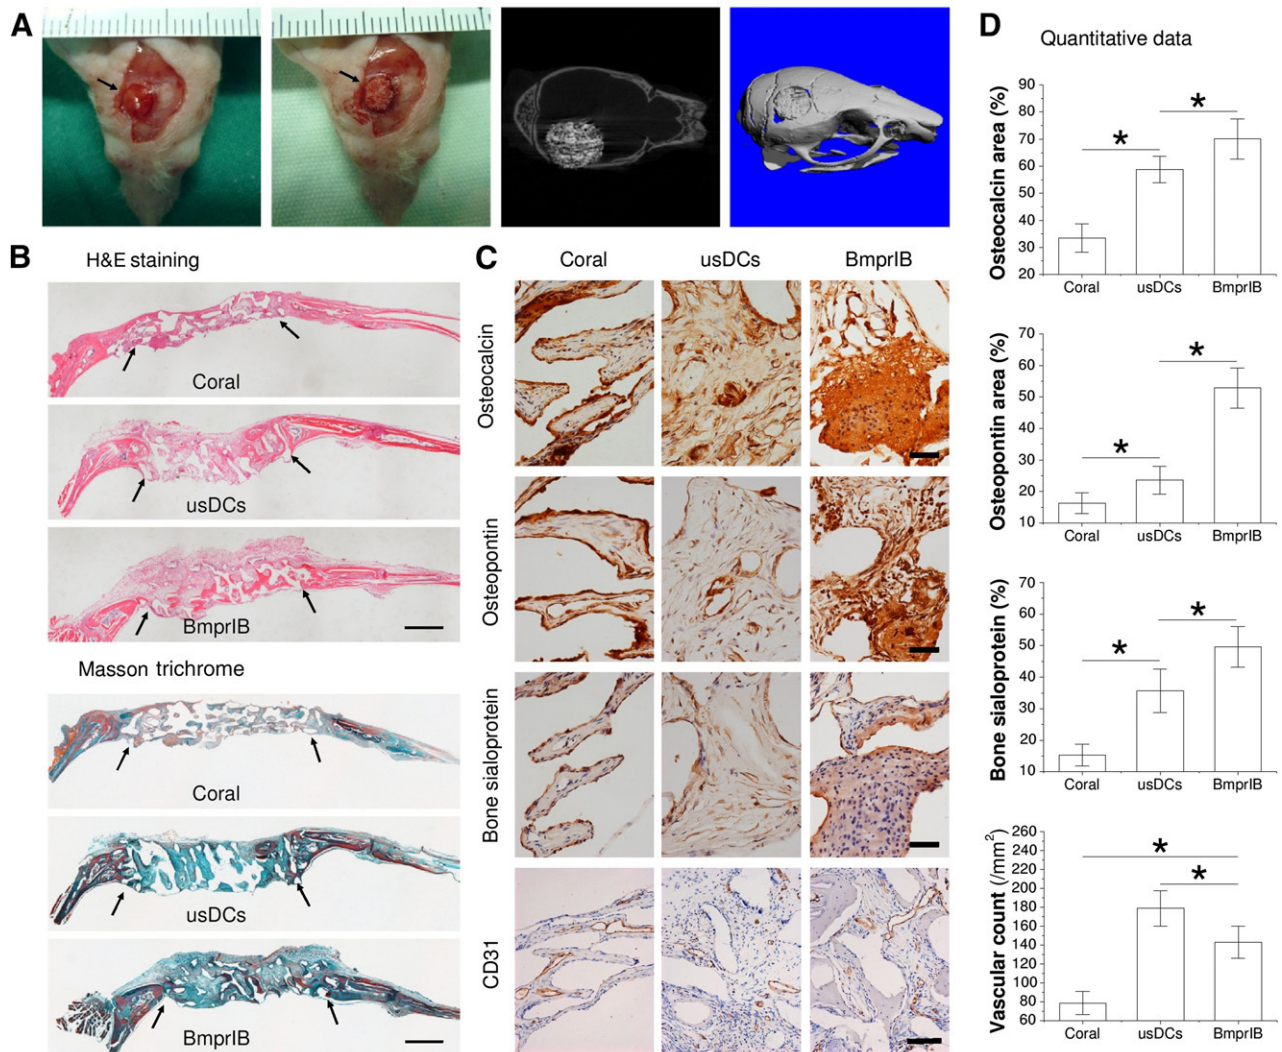 A
B
H&E staining
Coral
usDCs
BmprIB
Masson trichrome
Coral
usDCs
BmprIB
C
Coral usDCs BmprIB
Osteocalcin
Osteopontin
Bone sialoprotein
CD31
D
Quantitative data
Osteocalcin area (%)
90
80
70
60
50
40
30
20
*
*
Coral usDCs BmprIB
Osteopontin area (%)
70
60
50
40
30
20
10
*
*
Coral usDCs BmprIB
Bone sialoprotein (%)
70
60
50
40
30
20
10
*
*
Coral usDCs BmprIB
Vascular count (/mm²)
260
240
220
200
180
160
140
120
100
80
60
*
*
Coral usDCs BmprIB